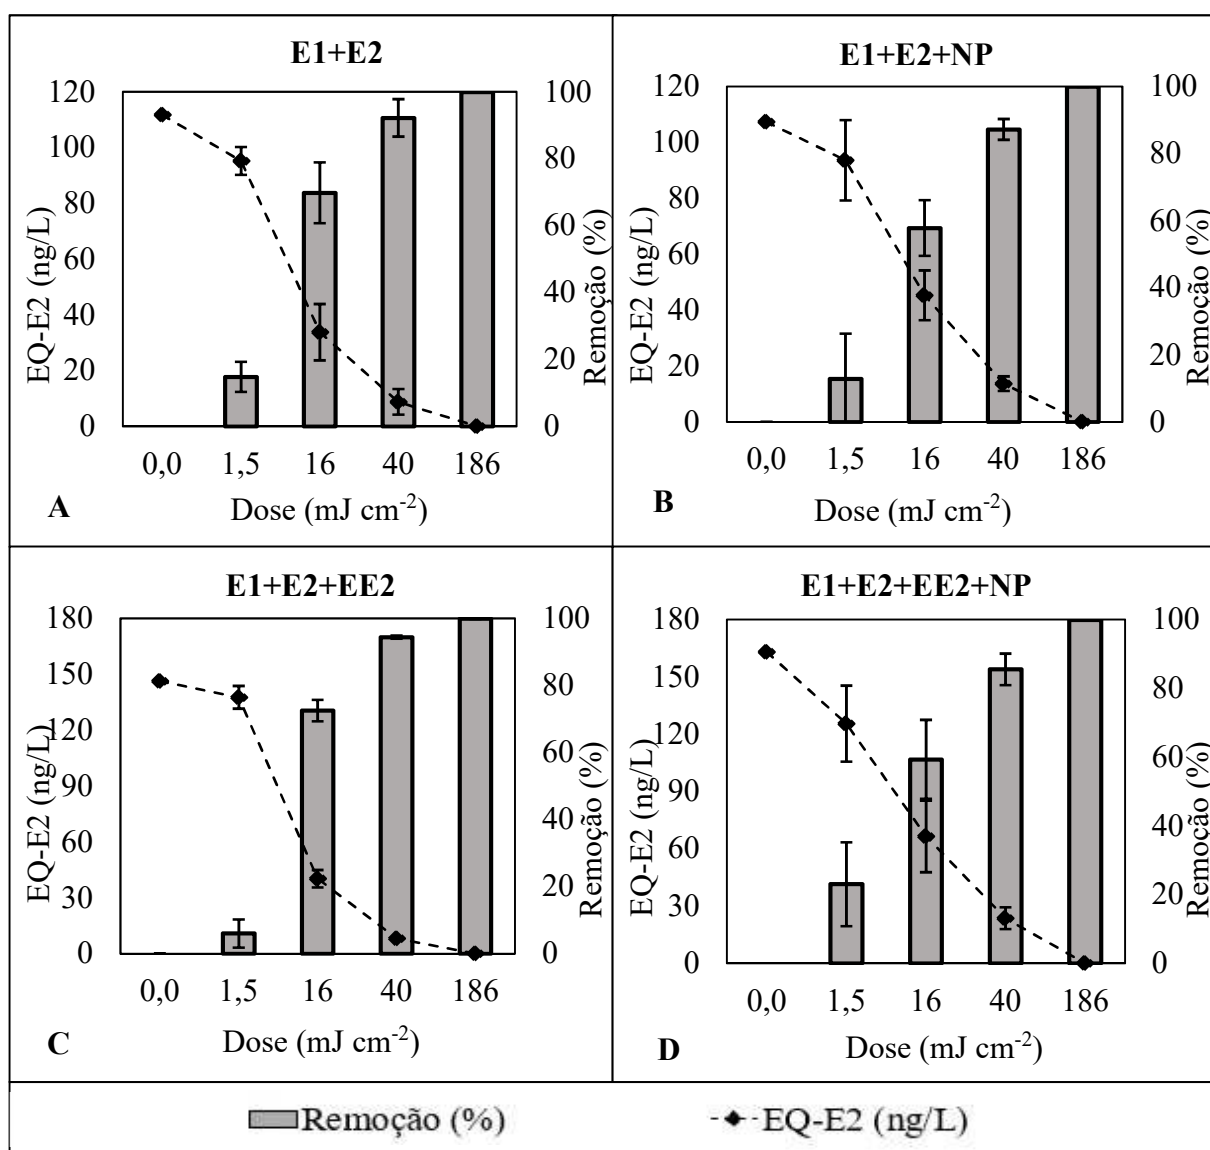 E1+E2
120
100
80
60
40
20
0
EQ-E2 (ng/L)
100
80
60
40
20
0
Remoção (%)
0,0 1,5 16 40 186
A
Dose (mJ cm⁻²)
E1+E2+NP
120
100
80
60
40
20
0
EQ-E2 (ng/L)
100
80
60
40
20
0
Remoção (%)
0,0 1,5 16 40 186
B
Dose (mJ cm⁻²)
E1+E2+EE2
180
150
120
90
60
30
0
EQ-E2 (ng/L)
100
80
60
40
20
0
Remoção (%)
0,0 1,5 16 40 186
C
Dose (mJ cm⁻²)
E1+E2+EE2+NP
180
150
120
90
60
30
0
EQ-E2 (ng/L)
100
80
60
40
20
0
Remoção (%)
0,0 1,5 16 40 186
D
Dose (mJ cm⁻²)
Remoção (%)
EQ-E2 (ng/L)